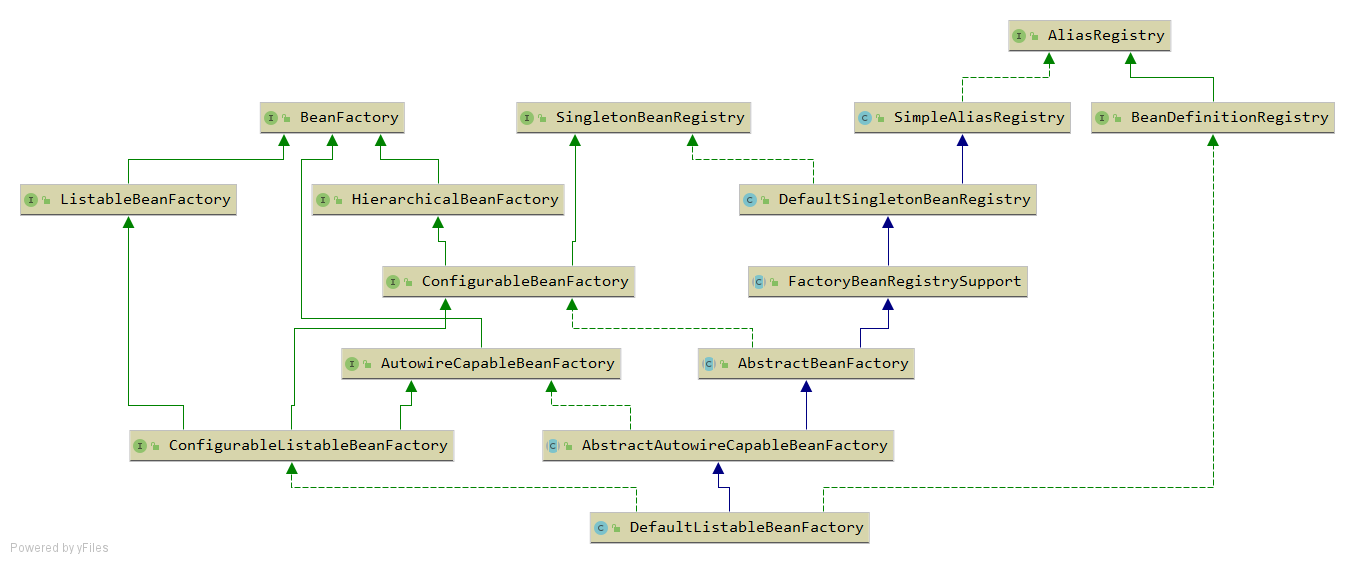 AliasRegistry
BeanFactory
SingletonBeanRegistry
SimpleAliasRegistry
BeanDefinitionRegistry
ListableBeanFactory
HierarchicalBeanFactory
DefaultSingletonBeanRegistry
ConfigurableBeanFactory
FactoryBeanRegistrySupport
AutowireCapableBeanFactory
AbstractBeanFactory
ConfigurableListableBeanFactory
AbstractAutowireCapableBeanFactory
DefaultListableBeanFactory
Powered by yFiles